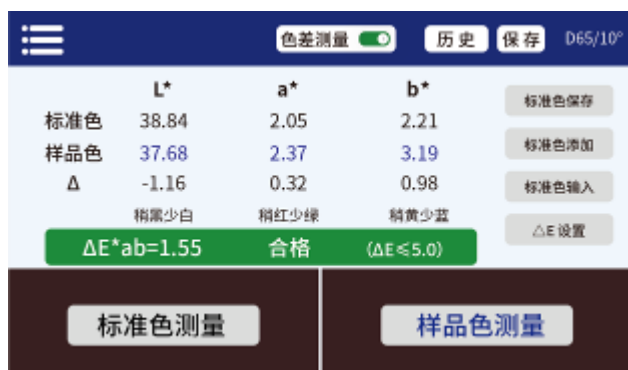 色差测量 历史 保存 D65/10°
L* a* b*
标准色 38.84 2.05 2.21
样品色 37.68 2.37 3.19
Δ -1.16 0.32 0.98
稍黑少白 稍红少绿 稍黄少蓝
ΔE*ab=1.55 合格 (ΔE≤5.0)
标准色保存
标准色添加
标准色输入
△E 设置
标准色测量 样品色测量